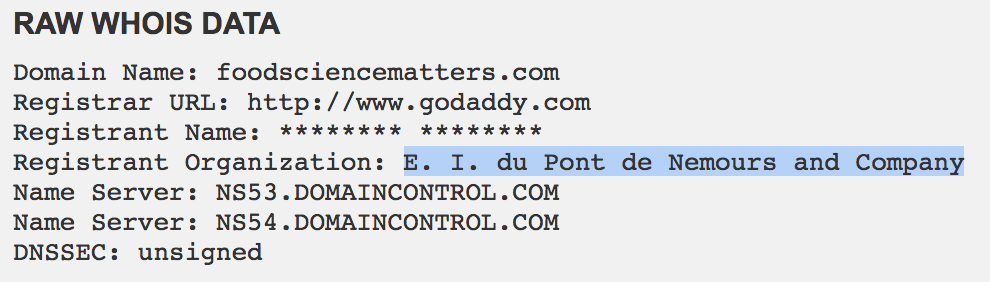 RAW WHOIS DATA
Domain Name: foodsciencematters.com
Registrar URL: http://www.godaddy.com
Registrant Name: ******** ********
Registrant Organization: E. I. du Pont de Nemours and Company
Name Server: NS53.DOMAINCONTROL.COM
Name Server: NS54.DOMAINCONTROL.COM
DNSSEC: unsigned